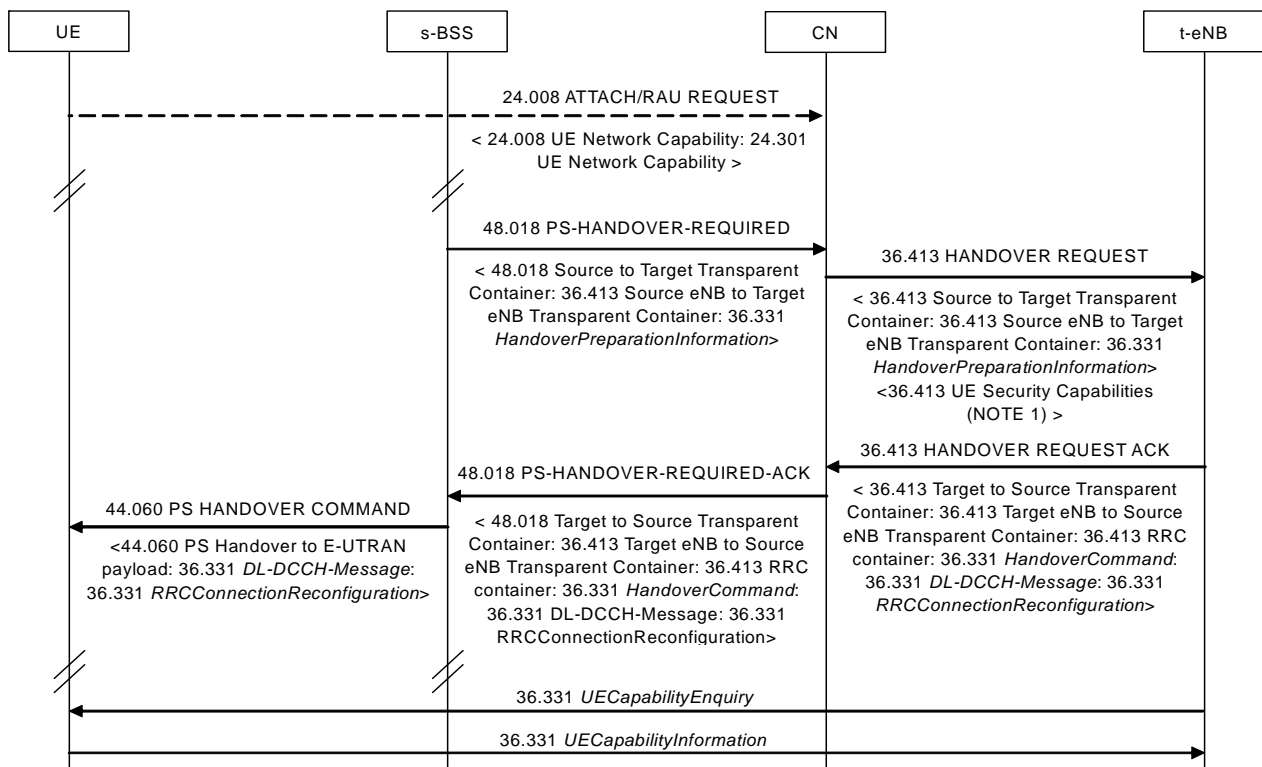 UE
s-BSS
CN
t-eNB
24.008 ATTACH/RAU REQUEST
< 24.008 UE Network Capability: 24.301
UE Network Capability >
48.018 PS-HANDOVER-REQUIRED
< 48.018 Source to Target Transparent
Container: 36.413 Source eNB to Target
eNB Transparent Container: 36.331
HandoverPreparationInformation>
36.413 HANDOVER REQUEST
< 36.413 Source to Target Transparent
Container: 36.413 Source eNB to Target
eNB Transparent Container: 36.331
HandoverPreparationInformation>
<36.413 UE Security Capabilities
(NOTE 1) >
36.413 HANDOVER REQUEST ACK
< 36.413 Target to Source Transparent
Container: 36.413 Target eNB to Source
eNB Transparent Container: 36.413 RRC
container: 36.331 HandoverCommand:
36.331 DL-DCCH-Message: 36.331
RRCConnectionReconfiguration>
48.018 PS-HANDOVER-REQUIRED-ACK
< 48.018 Target to Source Transparent
Container: 36.413 Target eNB to Source
eNB Transparent Container: 36.413 RRC
container: 36.331 HandoverCommand:
36.331 DL-DCCH-Message: 36.331
RRCConnectionReconfiguration>
44.060 PS HANDOVER COMMAND
<44.060 PS Handover to E-UTRAN
payload: 36.331 DL-DCCH-Message:
36.331 RRCConnectionReconfiguration>
36.331 UECapabilityEnquiry
36.331 UECapabilityInformation